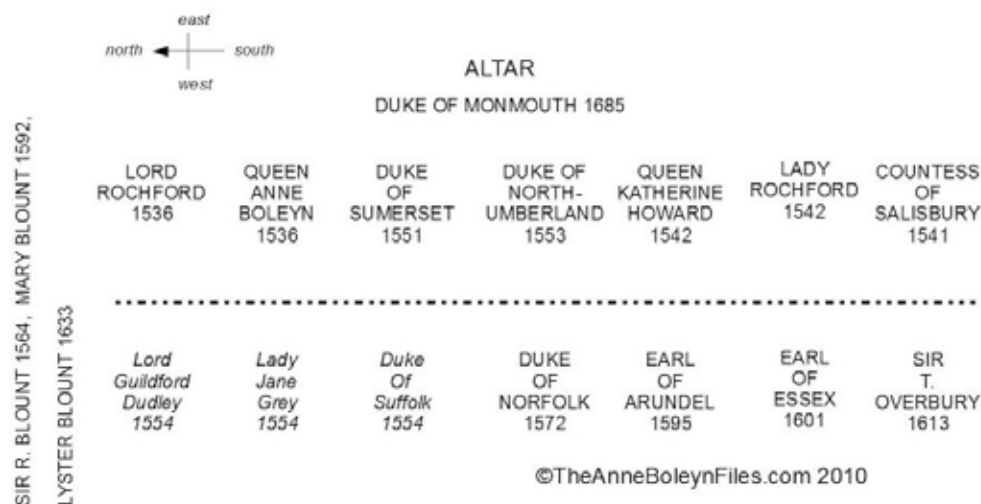 east
north
south
west
ALTAR
DUKE OF MONMOUTH 1685
LORD
ROCHFORD
1536
QUEEN
ANNE
BOLEYN
1536
DUKE
OF
SUMERSET
1551
DUKE OF
NORTH-
UMBERLAND
1553
QUEEN
KATHERINE
HOWARD
1542
LADY
ROCHFORD
1542
COUNTESS
OF
SALISBURY
1541
SIR R. BLOUNT 1564, MARY BLOUNT 1592,
LYSTER BLOUNT 1633
Lord
Guildford
Dudley
1554
Lady
Jane
Grey
1554
Duke
Of
Suffolk
1554
DUKE
OF
NORFOLK
1572
EARL
OF
ARUNDEL
1595
EARL
OF
ESSEX
1601
SIR
T.
OVERBURY
1613
©TheAnneBoleynFiles.com 2010